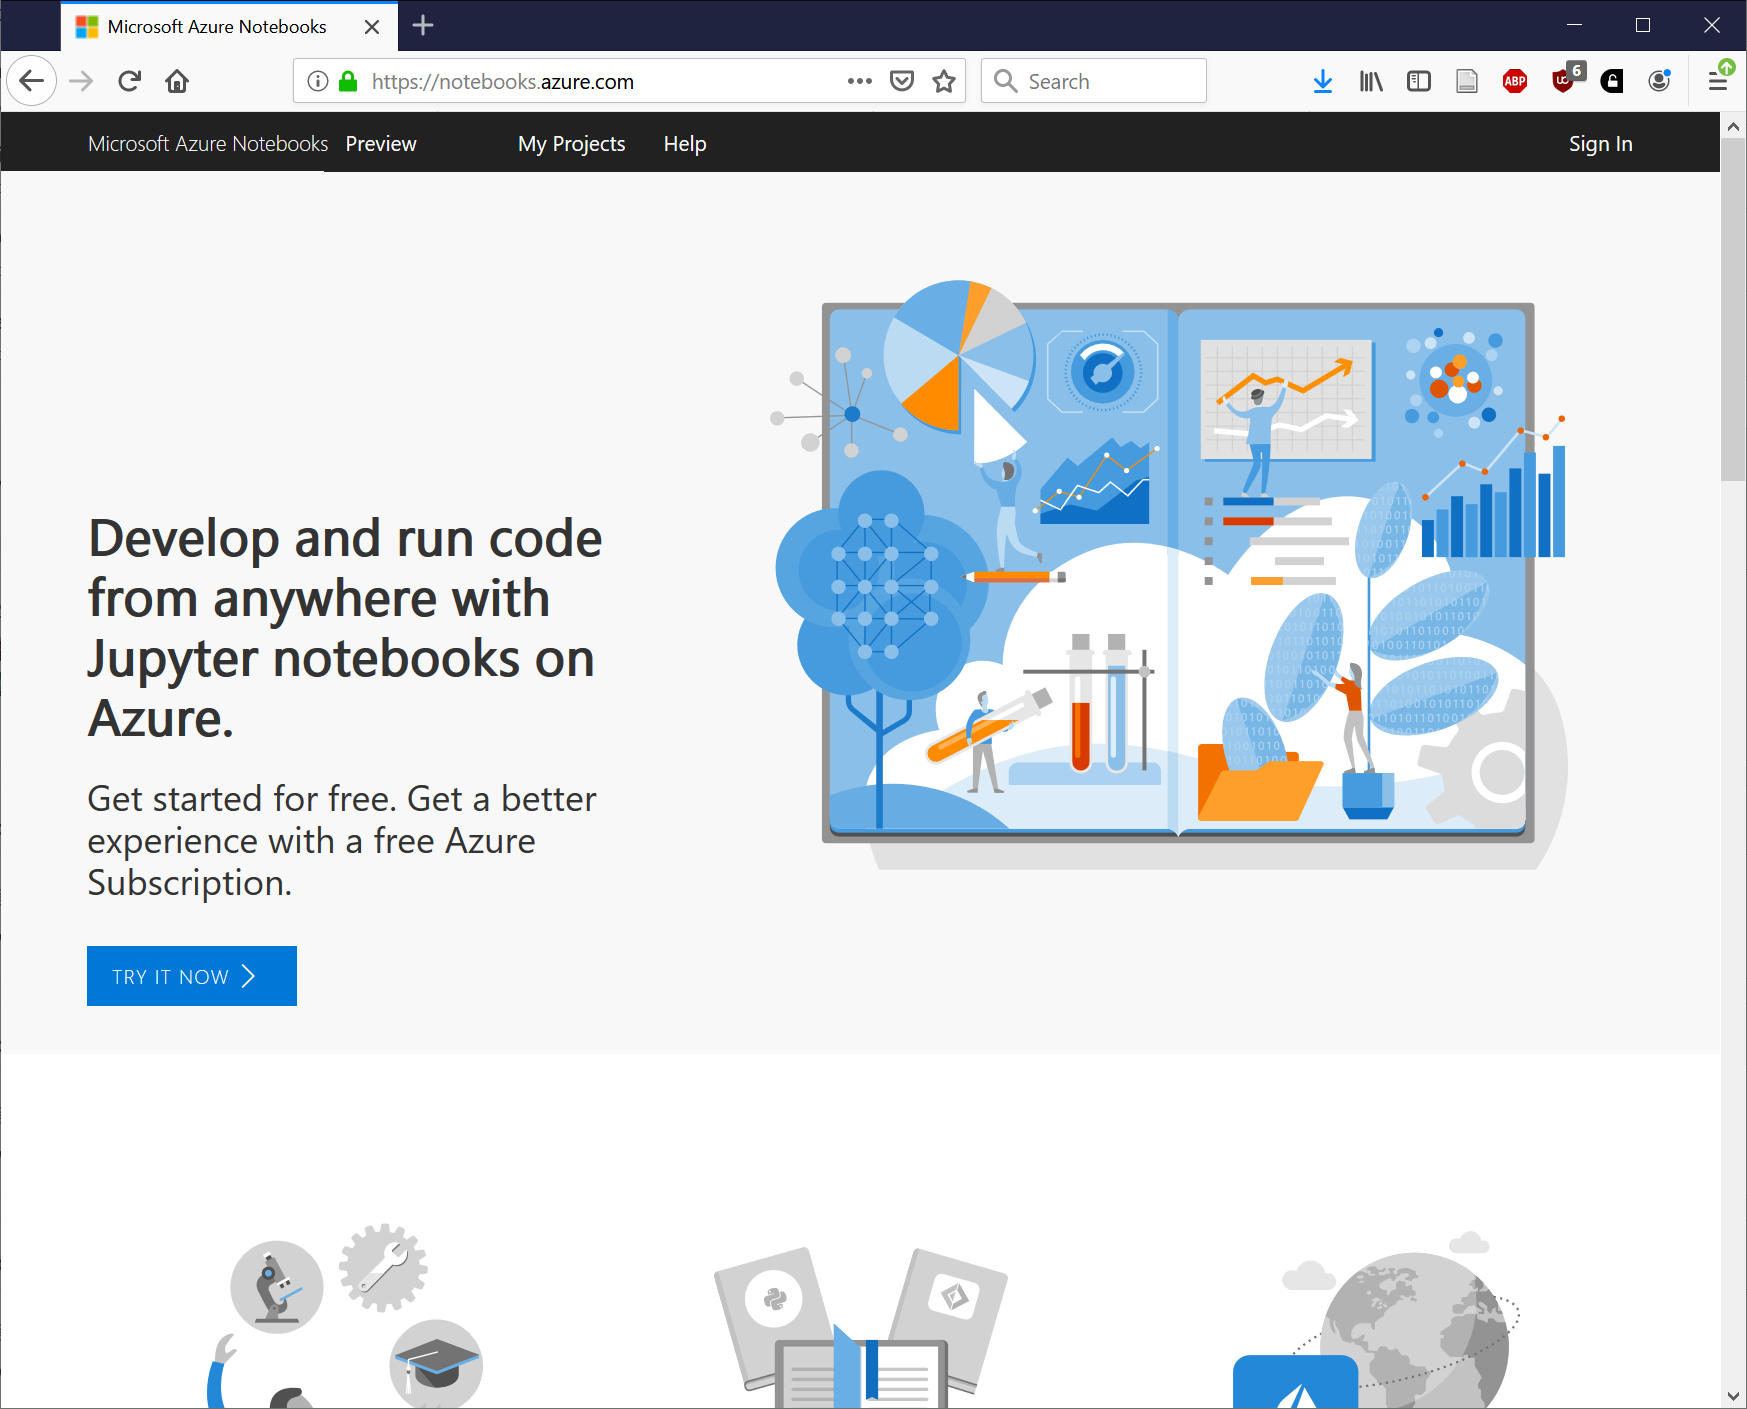 Microsoft Azure Notebooks
https://notebooks.azure.com
Search
ABP
6
Microsoft Azure Notebooks Preview My Projects Help Sign In
Develop and run code
from anywhere with
Jupyter notebooks on
Azure.
Get started for free. Get a better
experience with a free Azure
Subscription.
TRY IT NOW